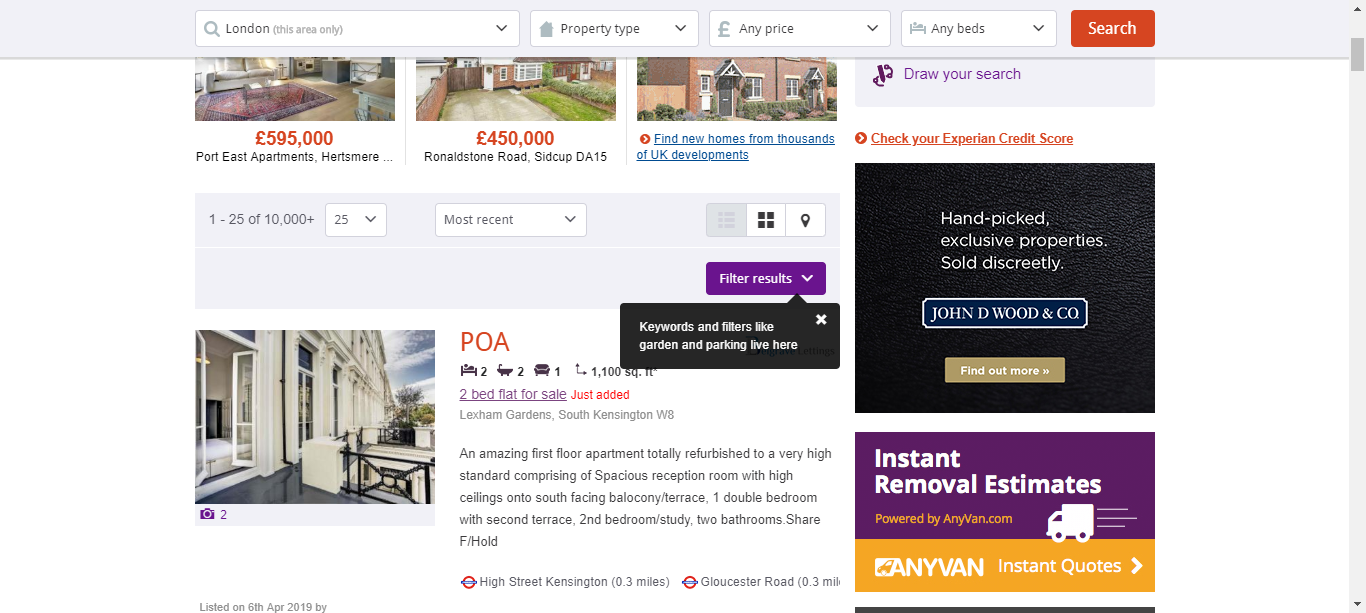 London (this area only)
Property type
Any price
Any beds
Search
£595,000
Port East Apartments, Hertsmere ...
£450,000
Ronaldstone Road, Sidcup DA15
Find new homes from thousands
of UK developments
Draw your search
Check your Experian Credit Score
1 - 25 of 10,000+
25
Most recent
Filter results
Keywords and filters like
garden and parking live here
POA
2 2 1 1,100 sq. ft
2 bed flat for sale Just added
Lexham Gardens, South Kensington W8
An amazing first floor apartment totally refurbished to a very high
standard comprising of Spacious reception room with high
ceilings onto south facing balocony/terrace, 1 double bedroom
with second terrace, 2nd bedroom/study, two bathrooms.Share
F/Hold
High Street Kensington (0.3 miles) Gloucester Road (0.3 mil
2
Listed on 6th Apr 2019 by
Hand-picked,
exclusive properties.
Sold discreetly.
JOHN D WOOD & CO.
Find out more »
Instant
Removal Estimates
Powered by AnyVan.com
ANYVAN Instant Quotes